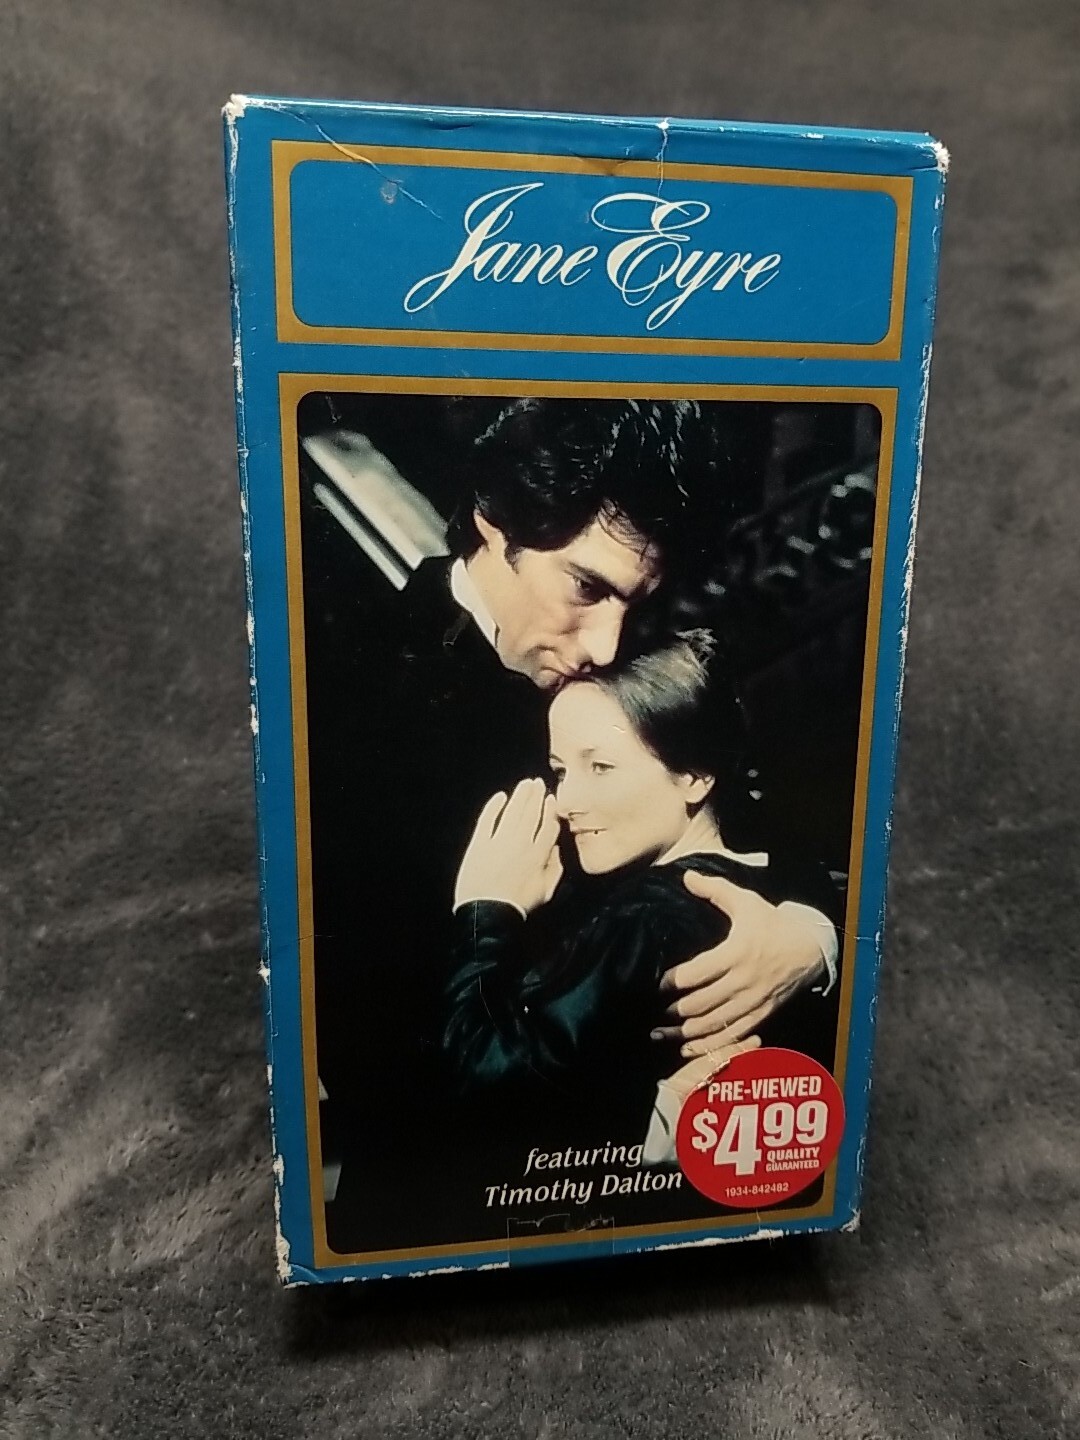 Jane Eyre
featuring
Timothy Dalton
PRE-VIEWED
$4.99
QUALITY
GUARANTEED
1934-842482